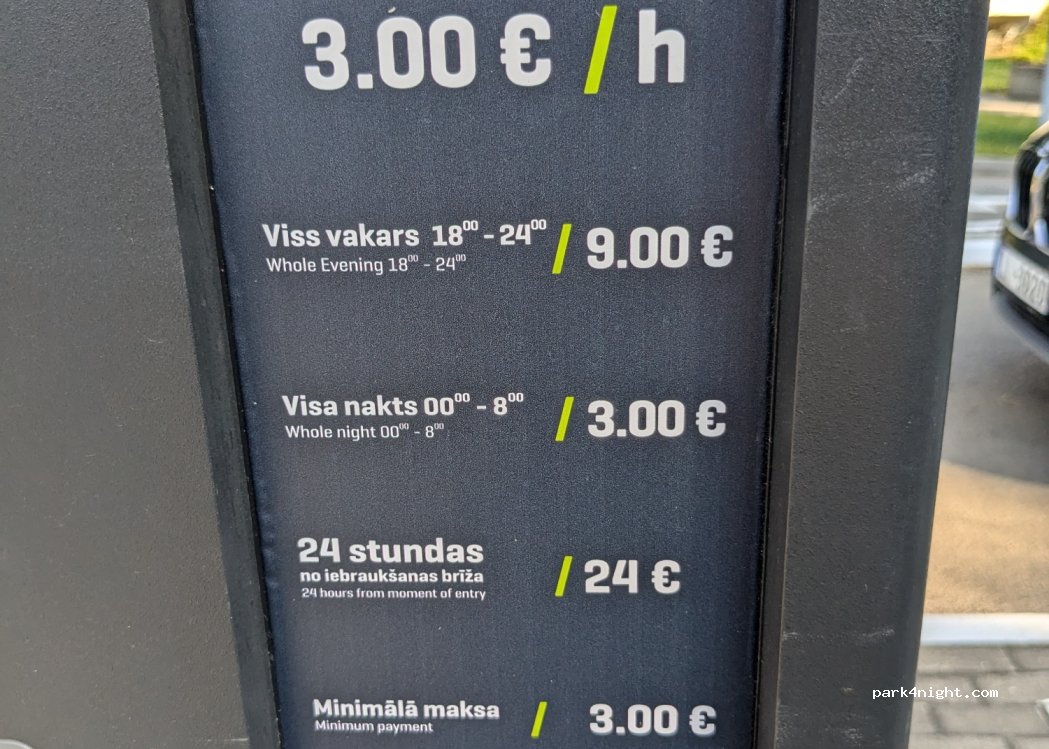 3.00 € / h
Viss vakars 18⁰⁰ - 24⁰⁰ / 9.00 €
Whole Evening 18⁰⁰ - 24⁰⁰
Visa nakts 00⁰⁰ - 8⁰⁰ / 3.00 €
Whole night 00⁰⁰ - 8⁰⁰
24 stundas / 24 €
no iebraukšanas brīža
24 hours from moment of entry
Minimālā maksa / 3.00 €
Minimum payment
park4night.com